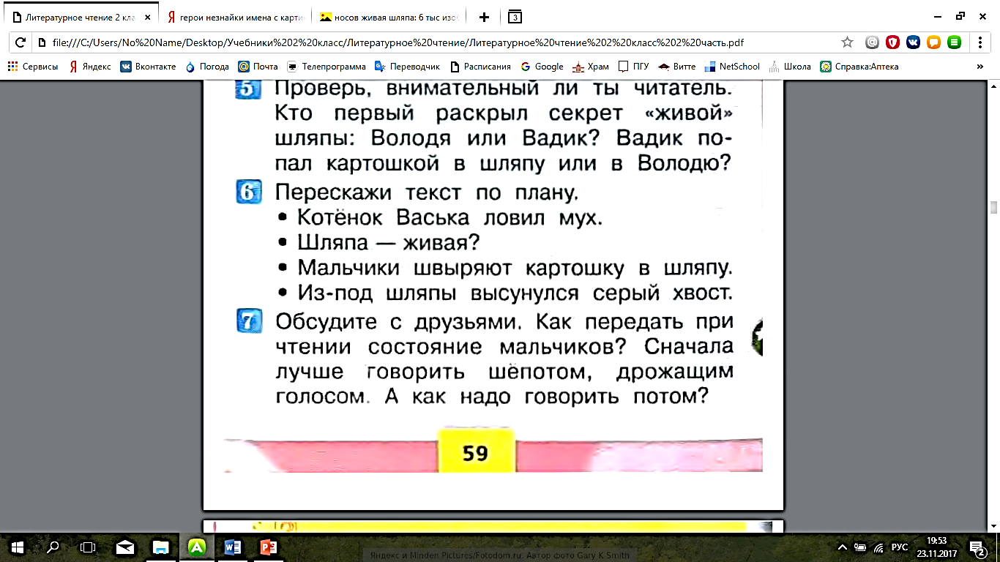 Литературное чтение 2 кла
герои незнайки имена с карти
носов живая шляпа: 6 тыс изоб
3
file:///C:/Users/No%20Name/Desktop/Учебники%202%20класс/Литературное%20чтение/Литературное%20чтение%202%20класс%202%20часть.pdf
Сервисы Яндекс Вконтакте Погода Почта Телепрограмма Переводчик Расписания Google Храм ПГУ Витте NetSchool Школа Справка:Аптека
5 Проверь, внимательный ли ты читатель.
Кто первый раскрыл секрет «живой»
шляпы: Володя или Вадик? Вадик по-
пал картошкой в шляпу или в Володю?
6 Перескажи текст по плану.
• Котёнок Васька ловил мух.
• Шляпа — живая?
• Мальчики швыряют картошку в шляпу.
• Из-под шляпы высунулся серый хвост.
7 Обсудите с друзьями. Как передать при
чтении состояние мальчиков? Сначала
лучше говорить шёпотом, дрожащим
голосом. А как надо говорить потом?
59
Яндекс и Minden Pictures/Fotodom.ru. Автор фото Gary K Smith
РУС
19:53
23.11.2017
2